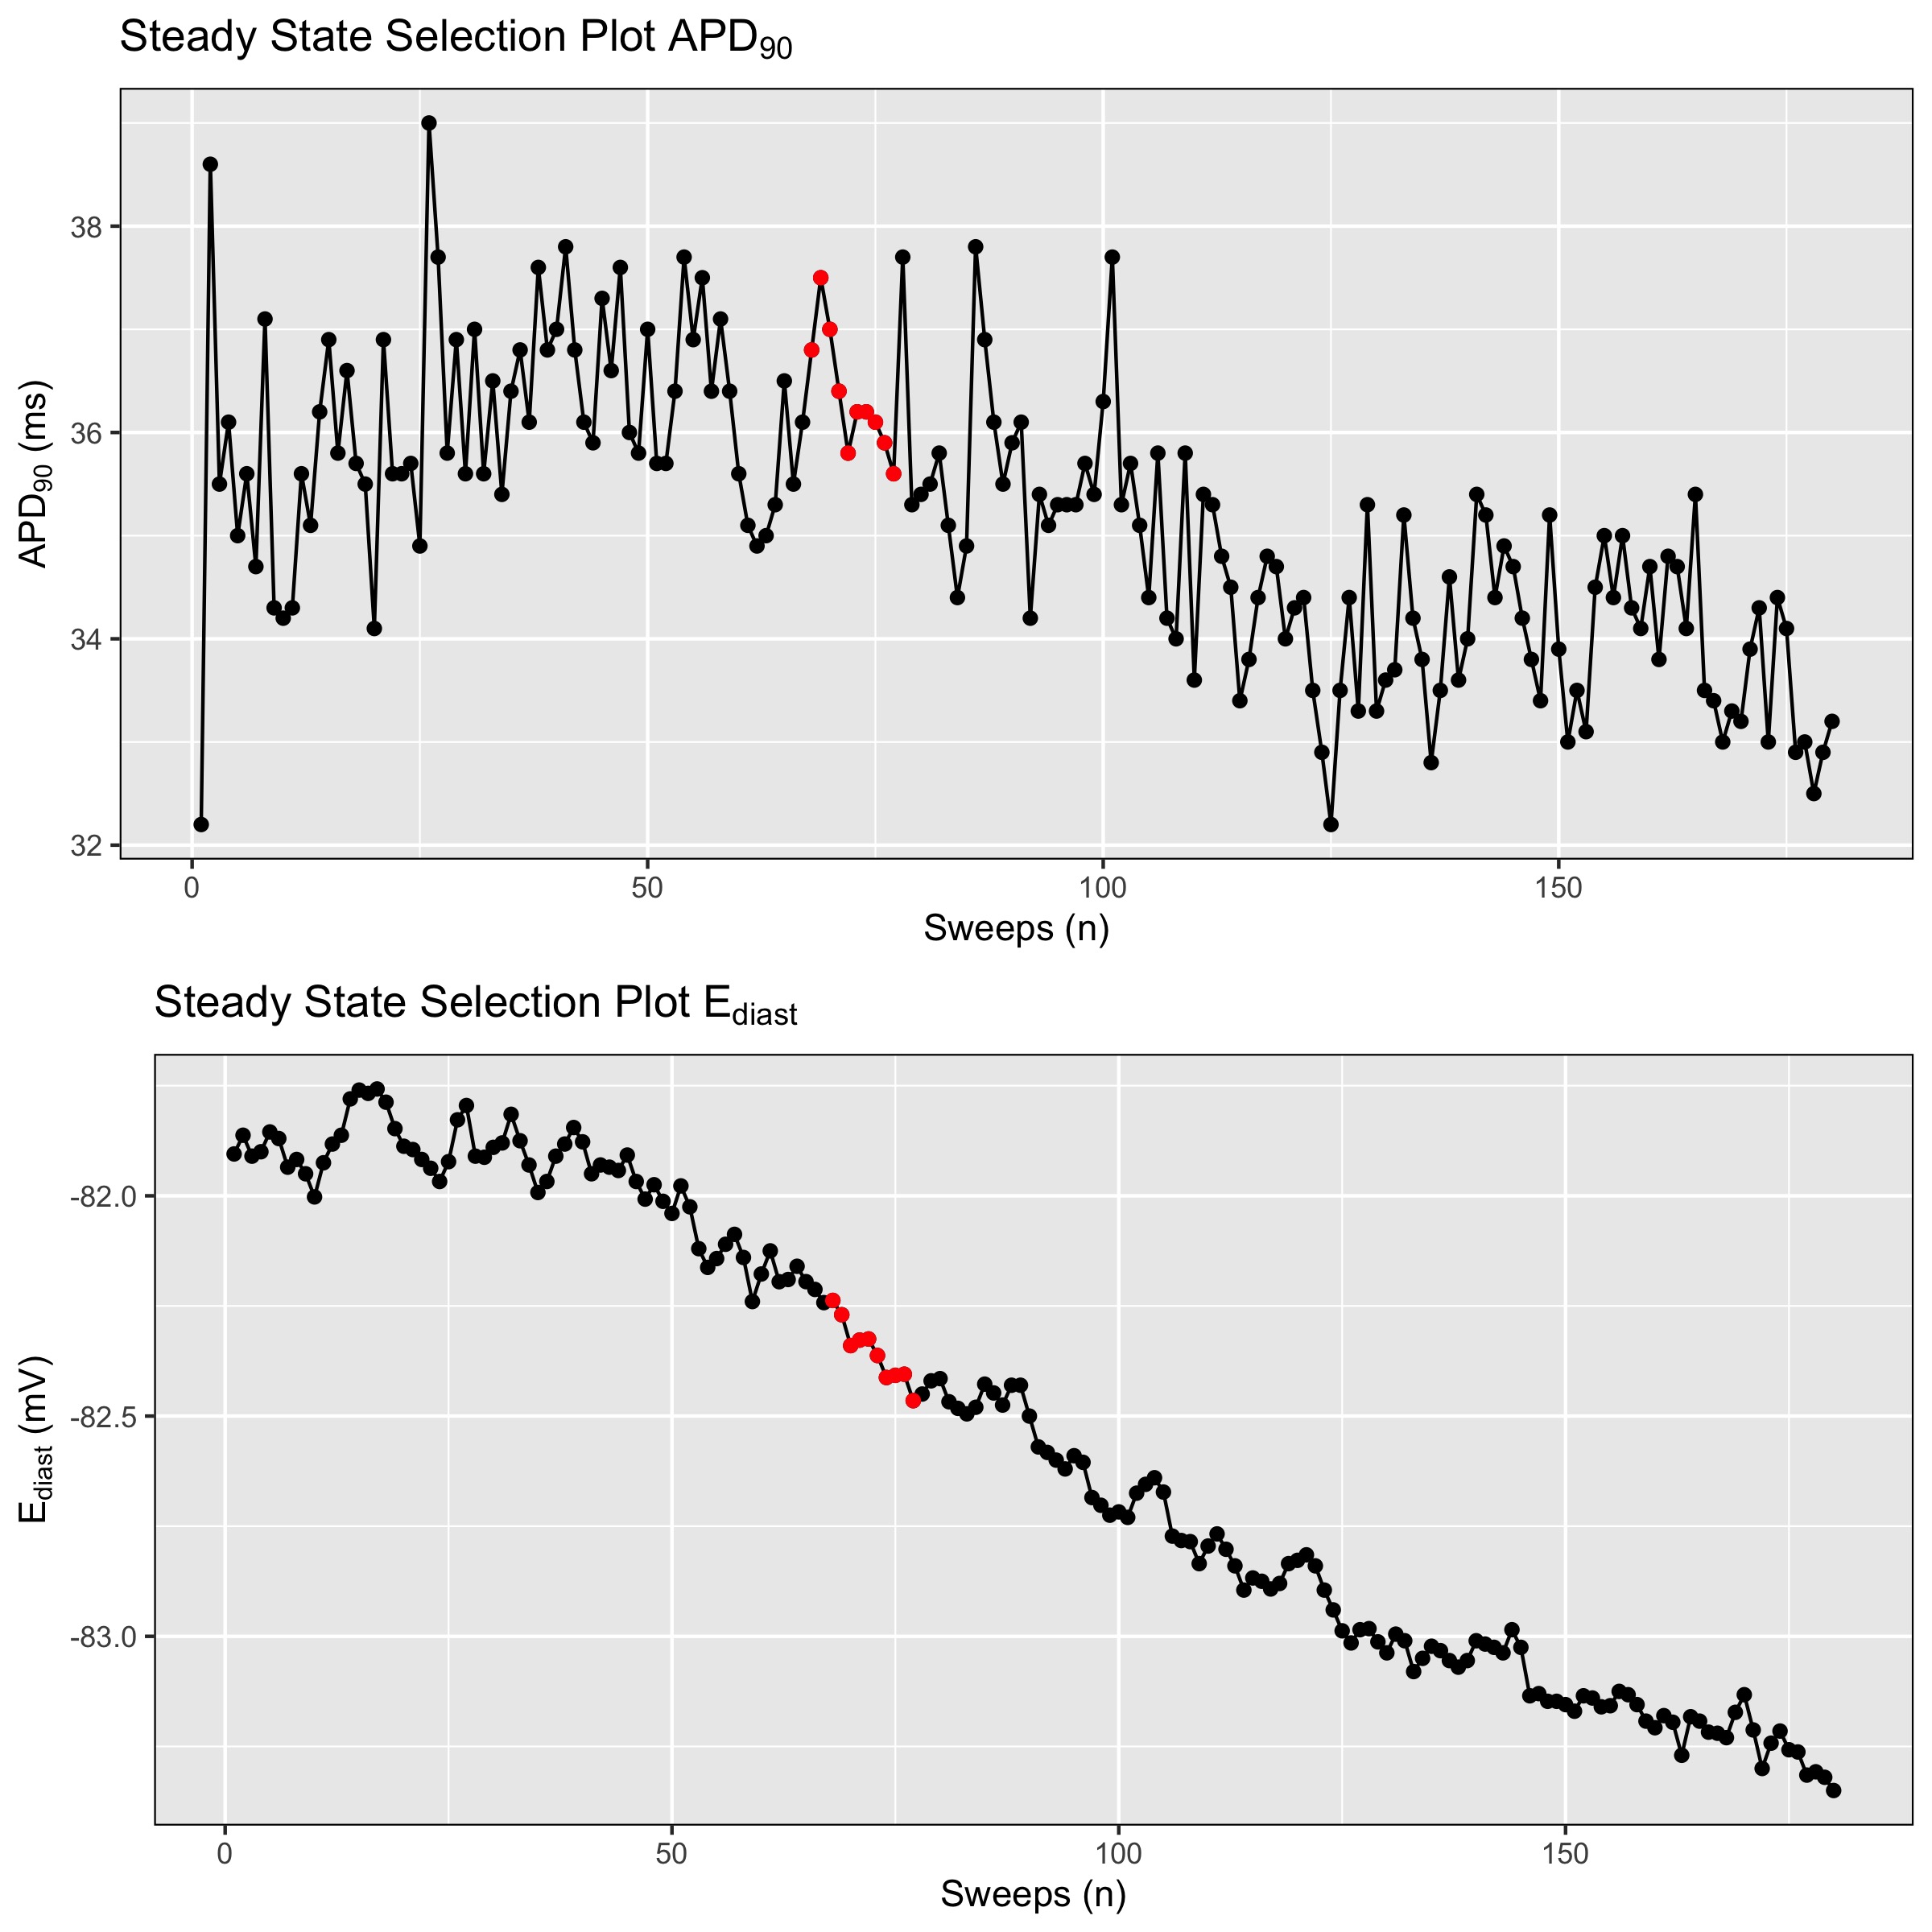 Steady State Selection Plot APD90
38
36
34
32
APD90 (ms)
0 50 100 150
Sweeps (n)
Steady State Selection Plot Ediast
-82.0
-82.5
-83.0
Ediast (mV)
0 50 100 150
Sweeps (n)